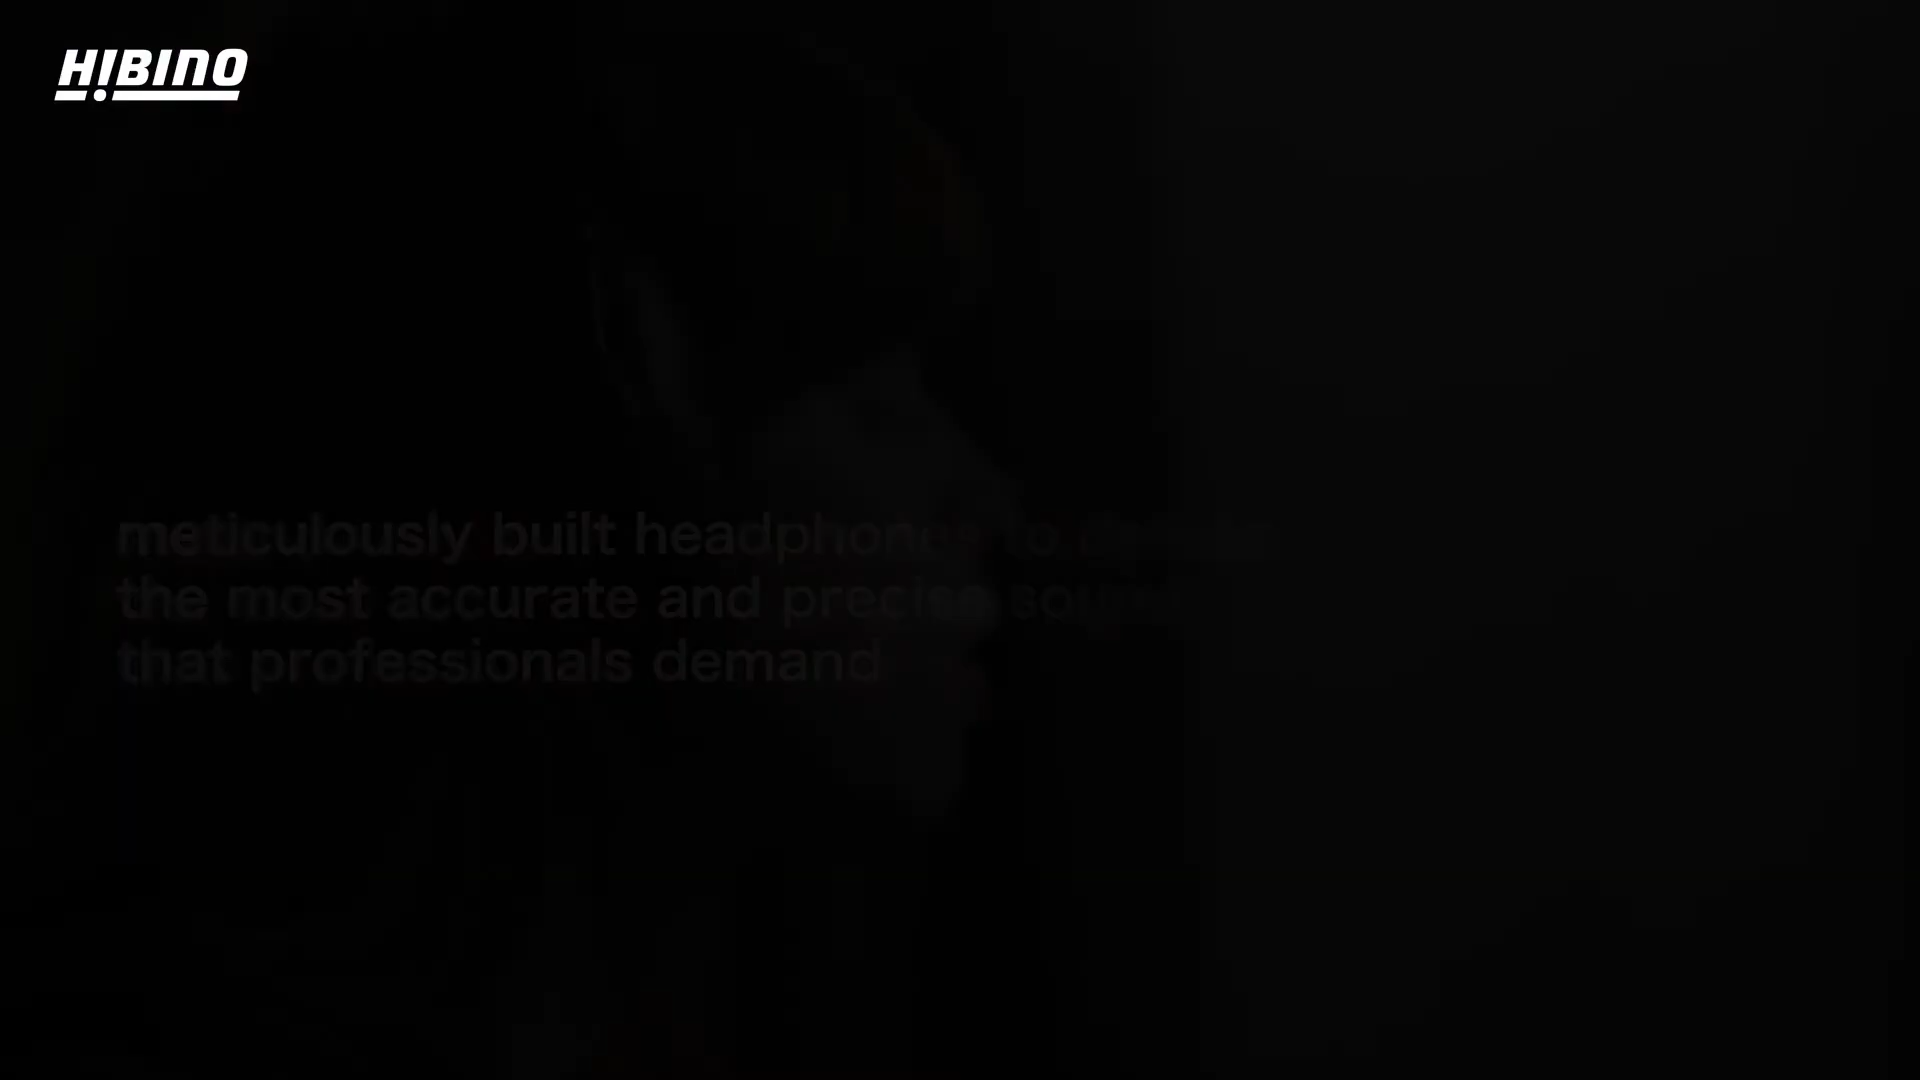 HIBINO
meticulously built headphones to
the most accurate and precise sound
that professionals demand